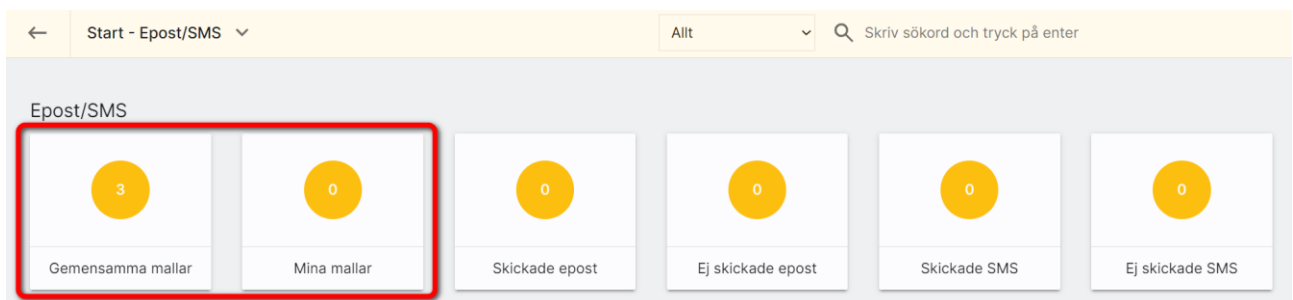 Start - Epost/SMS
Allt
Skriv sökord och tryck på enter
Epost/SMS
3
0
0
0
0
0
Gemensamma mallar
Mina mallar
Skickade epost
Ej skickade epost
Skickade SMS
Ej skickade SMS